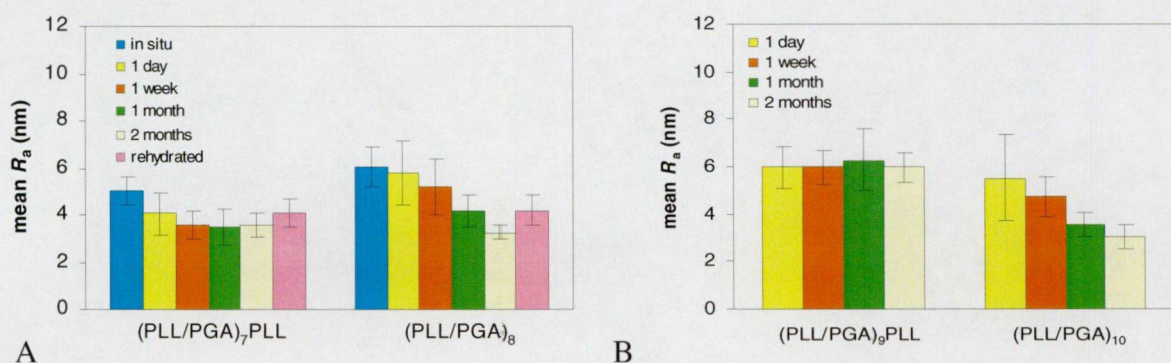 12
10
8
6
4
2
0
mean Ra (nm)
in situ
1 day
1 week
1 month
2 months
rehydrated
(PLL/PGA)7PLL
(PLL/PGA)8
A
12
10
8
6
4
2
0
mean Ra (nm)
1 day
1 week
1 month
2 months
(PLL/PGA)9PLL
(PLL/PGA)10
B